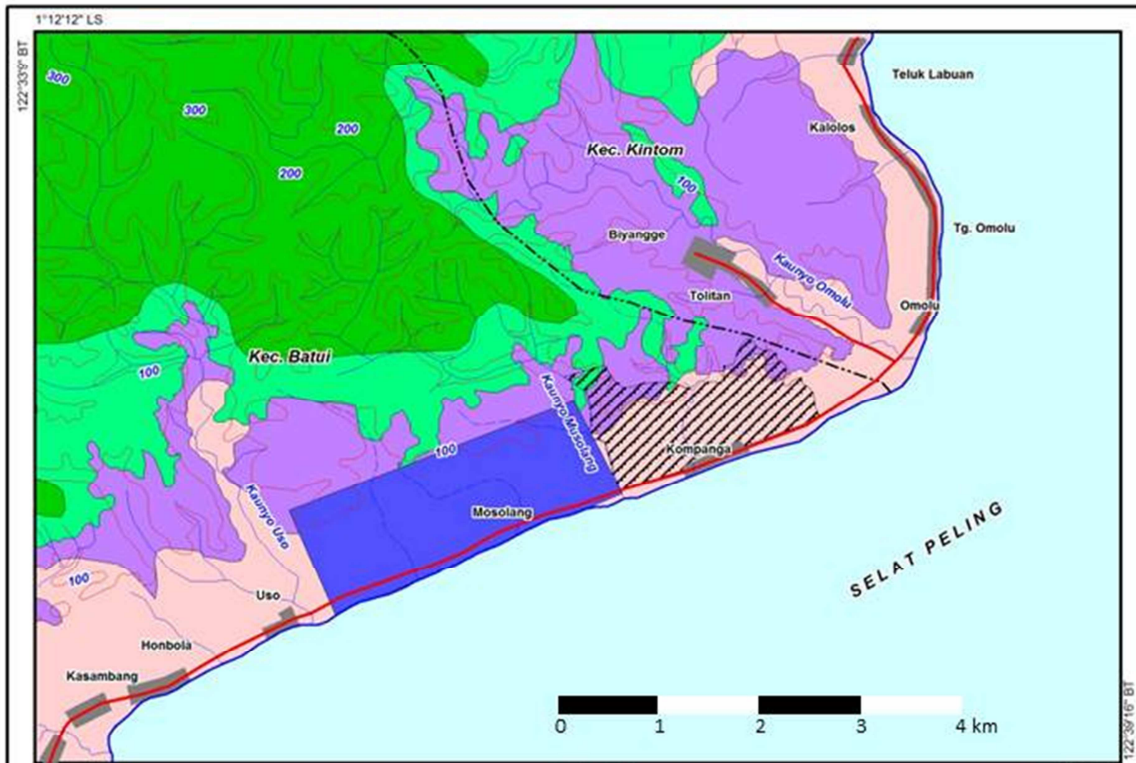 1°12'12" LS
122°33'9" BT
300
Teluk Labuan
300
200
Kalolos
Kec. Kintom
200
100
Tg. Omolu
Biyangge
Kaunyo Omolu
Tolitan
Omolu
Kec. Batui
100
Kaunyo Musolang
100
Kompanga
Kaunyo Uso
Mosolang
SELAT PELING
100
Uso
Honbola
Kasambang
0 1 2 3 4 km
122°39'16" BT